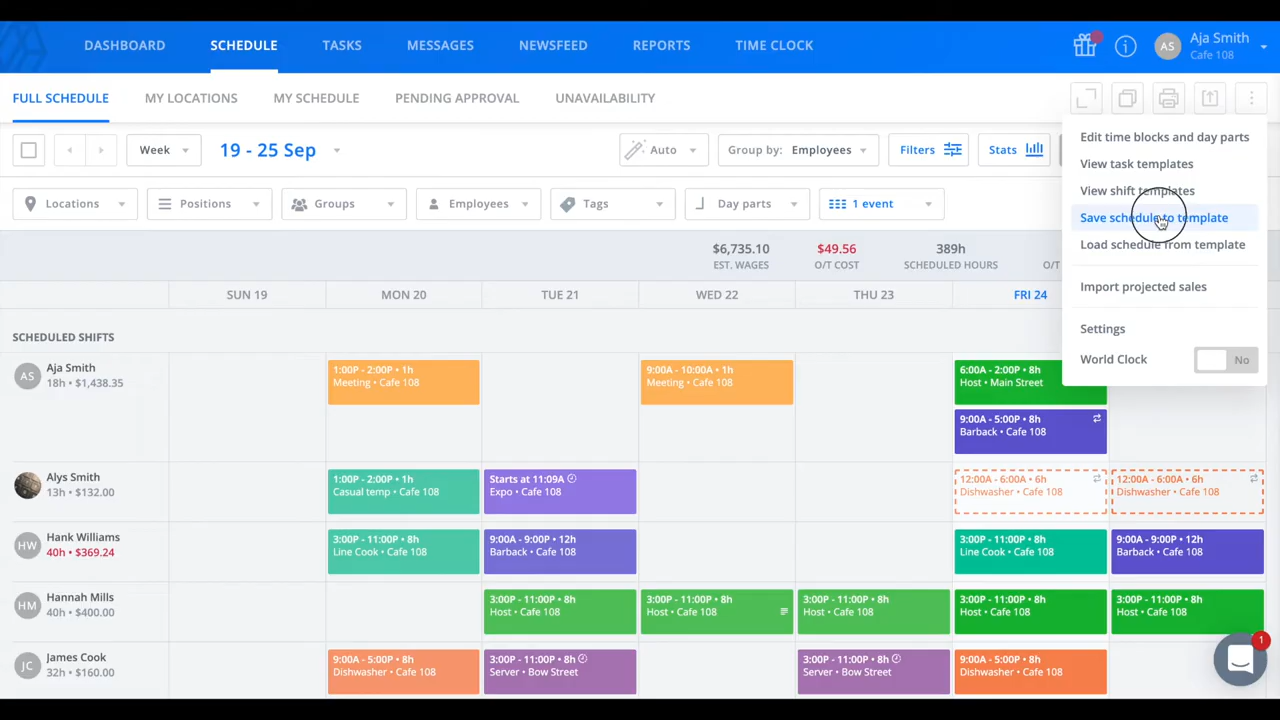 DASHBOARD SCHEDULE TASKS MESSAGES NEWSFEED REPORTS TIME CLOCK
AS Aja Smith
Cafe 108
FULL SCHEDULE MY LOCATIONS MY SCHEDULE PENDING APPROVAL UNAVAILABILITY
Edit time blocks and day parts
View task templates
View shift templates
Save schedule to template
Load schedule from template
Import projected sales
Settings
World Clock No
Week 19 - 25 Sep Auto Group by: Employees Filters Stats
Locations Positions Groups Employees Tags Day parts 1 event
$6,735.10 $49.56 389h
EST. WAGES O/T COST SCHEDULED HOURS O/T
SUN 19 MON 20 TUE 21 WED 22 THU 23 FRI 24
SCHEDULED SHIFTS
AS Aja Smith
18h • $1,438.35
1:00P - 2:00P • 1h
Meeting • Cafe 108
9:00A - 10:00A • 1h
Meeting • Cafe 108
6:00A - 2:00P • 8h
Host • Main Street
9:00A - 5:00P • 8h
Barback • Cafe 108
Alys Smith
13h • $132.00
1:00P - 2:00P • 1h
Casual temp • Cafe 108
Starts at 11:09A
Expo • Cafe 108
12:00A - 6:00A • 6h
Dishwasher • Cafe 108
12:00A - 6:00A • 6h
Dishwasher • Cafe 108
HW Hank Williams
40h • $369.24
3:00P - 11:00P • 8h
Line Cook • Cafe 108
9:00A - 9:00P • 12h
Barback • Cafe 108
3:00P - 11:00P • 8h
Line Cook • Cafe 108
9:00A - 9:00P • 12h
Barback • Cafe 108
HM Hannah Mills
40h • $400.00
3:00P - 11:00P • 8h
Host • Cafe 108
3:00P - 11:00P • 8h
Host • Cafe 108
3:00P - 11:00P • 8h
Host • Cafe 108
3:00P - 11:00P • 8h
Host • Cafe 108
3:00P - 11:00P • 8h
Host • Cafe 108
JC James Cook
32h • $160.00
9:00A - 5:00P • 8h
Dishwasher • Cafe 108
3:00P - 11:00P • 8h
Server • Bow Street
3:00P - 11:00P • 8h
Server • Bow Street
9:00A - 5:00P • 8h
Dishwasher • Cafe 108
1